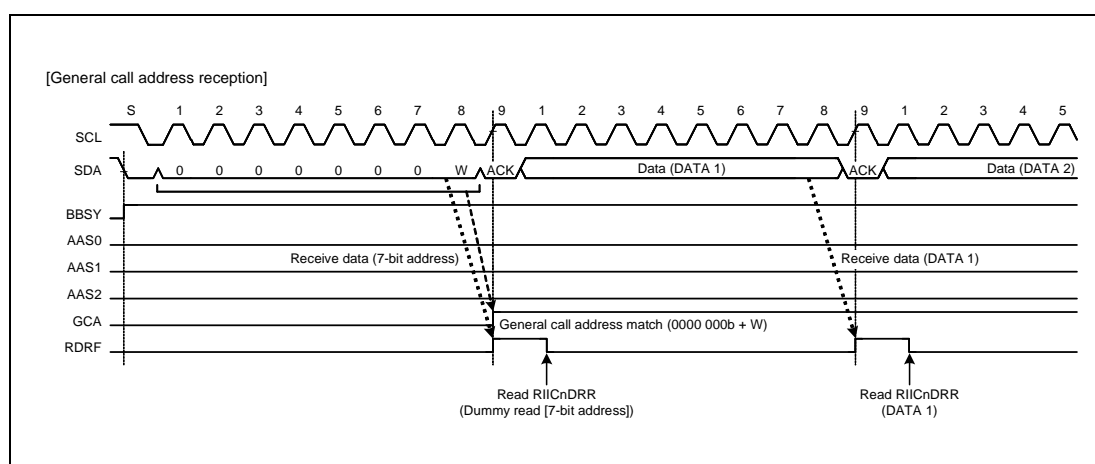 [General call address reception]
S 1 2 3 4 5 6 7 8 9 1 2 3 4 5 6 7 8 9 1 2 3 4 5
SCL
SDA 0 0 0 0 0 0 0 W ACK Data (DATA 1) ACK Data (DATA 2)
BBSY
AAS0
Receive data (7-bit address) Receive data (DATA 1)
AAS1
AAS2
GCA General call address match (0000 000b + W)
RDRF
Read RIICnDRR Read RIICnDRR
(Dummy read [7-bit address]) (DATA 1)